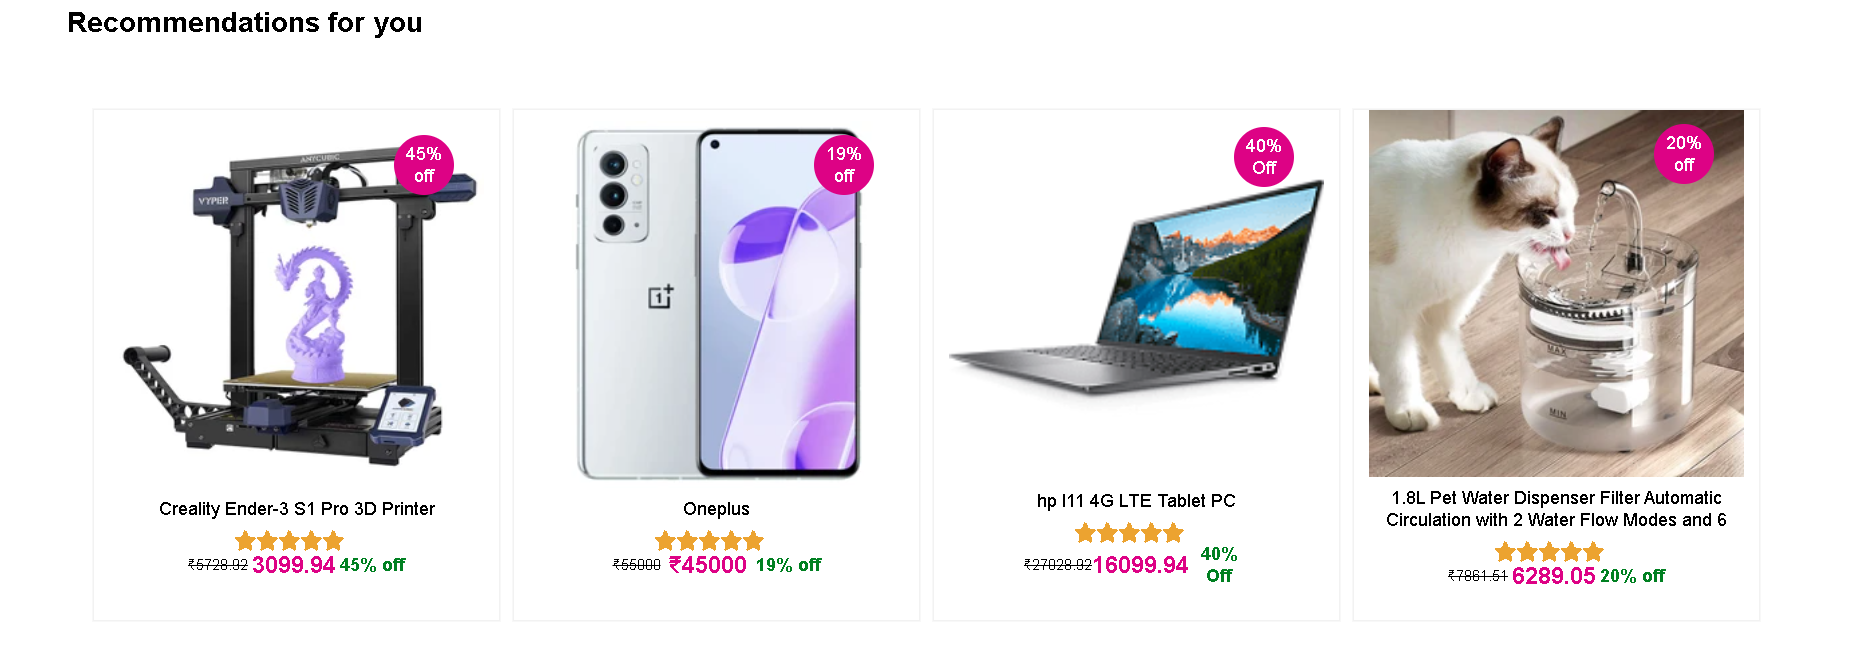 Recommendations for you
45%
off
ANYCUBIC
VYPER
Creality Ender-3 S1 Pro 3D Printer
₹5728.92 3099.94 45% off
19%
off
Oneplus
₹55000 ₹45000 19% off
40%
Off
hp l11 4G LTE Tablet PC
₹27028.92 16099.94 40%
Off
20%
off
MAX
MIN
1.8L Pet Water Dispenser Filter Automatic
Circulation with 2 Water Flow Modes and 6
₹7861.51 6289.05 20% off